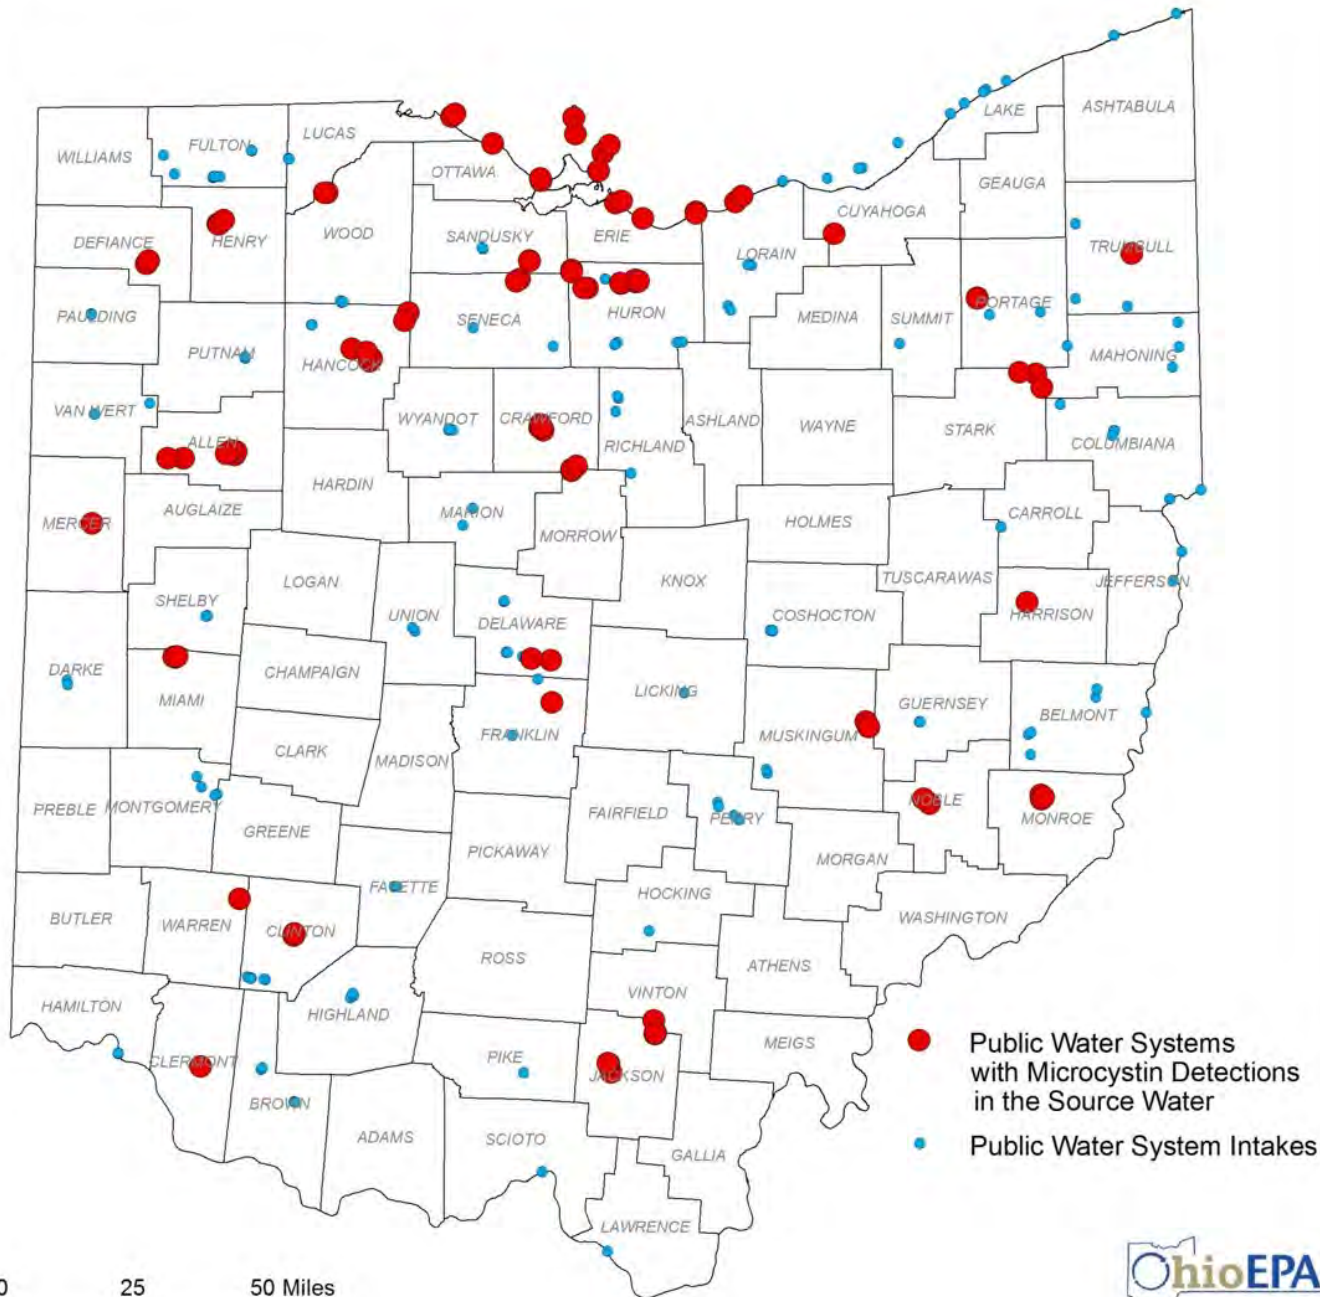 ASHTABULA
LAKE
LUCAS
FULTON
WILLIAMS
OTTAWA
GEAUGA
CUYAHOGA
WOOD
SANDUSKY
ERIE
DEFIANCE
HENRY
TRUMBULL
LORAIN
PORTAGE
PAULDING
SENECA
HURON
MEDINA
SUMMIT
PUTNAM
MAHONING
HANCOCK
VAN WERT
WYANDOT
CRAWFORD
ASHLAND
WAYNE
STARK
ALLEN
RICHLAND
COLUMBIANA
HARDIN
MERCER
AUGLAIZE
MARION
HOLMES
CARROLL
MORROW
LOGAN
KNOX
TUSCARAWAS
JEFFERSON
SHELBY
UNION
DELAWARE
COSHOCTON
HARRISON
DARKE
CHAMPAIGN
LICKING
MIAMI
GUERNSEY
BELMONT
FRANKLIN
MUSKINGUM
CLARK
MADISON
PREBLE
MONTGOMERY
NOBLE
FAIRFIELD
PERRY
MONROE
GREENE
PICKAWAY
MORGAN
FAYETTE
HOCKING
BUTLER
WARREN
CLINTON
WASHINGTON
ROSS
ATHENS
HAMILTON
VINTON
HIGHLAND
MEIGS
CLERMONT
PIKE
JACKSON
BROWN
ADAMS
SCIOTO
GALLIA
LAWRENCE
Public Water Systems
with Microcystin Detections
in the Source Water
Public Water System Intakes
0 25 50 Miles
OhioEPA